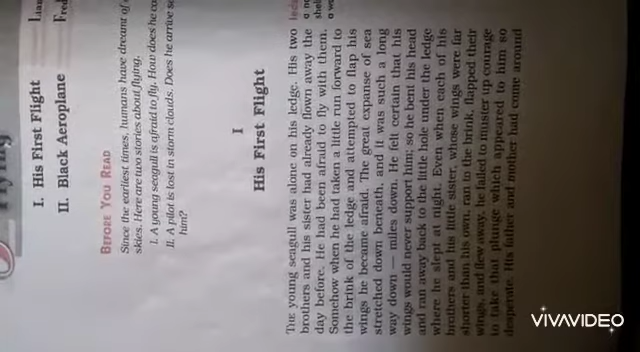 I. His First Flight
II. Black Aeroplane
BEFORE YOU READ
Since the earliest times, humans have dreamt of
skies. Here are two stories about flying.
I. A young seagull is afraid to fly. How does he
II. A pilot is lost in storm clouds. Does he arrive
him?
I
His First Flight
THE young seagull was alone on his ledge. His two
brothers and his sister had already flown away the
day before. He had been afraid to fly with them.
Somehow when he had taken a little run forward to
the brink of the ledge and attempted to flap his
wings he became afraid. The great expanse of sea
stretched down beneath, and it was such a long
way down — miles down. He felt certain that his
wings would never support him; so he bent his head
and ran away back to the little hole under the ledge
where he slept at night. Even when each of his
brothers and his little sister, whose wings were far
shorter than his own, ran to the brink, flapped their
wings, and flew away, he failed to muster up courage
to take that plunge which appeared to him so
desperate. His father and mother had come around
VIVAVIDEO